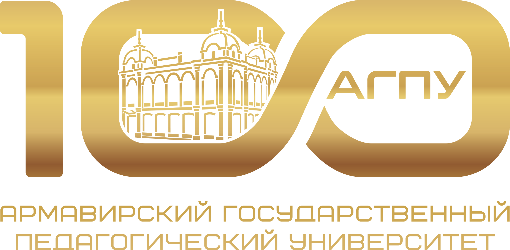 100
АГПУ
АРМАВИРСКИЙ ГОСУДАРСТВЕННЫЙ
ПЕДАГОГИЧЕСКИЙ УНИВЕРСИТЕТ